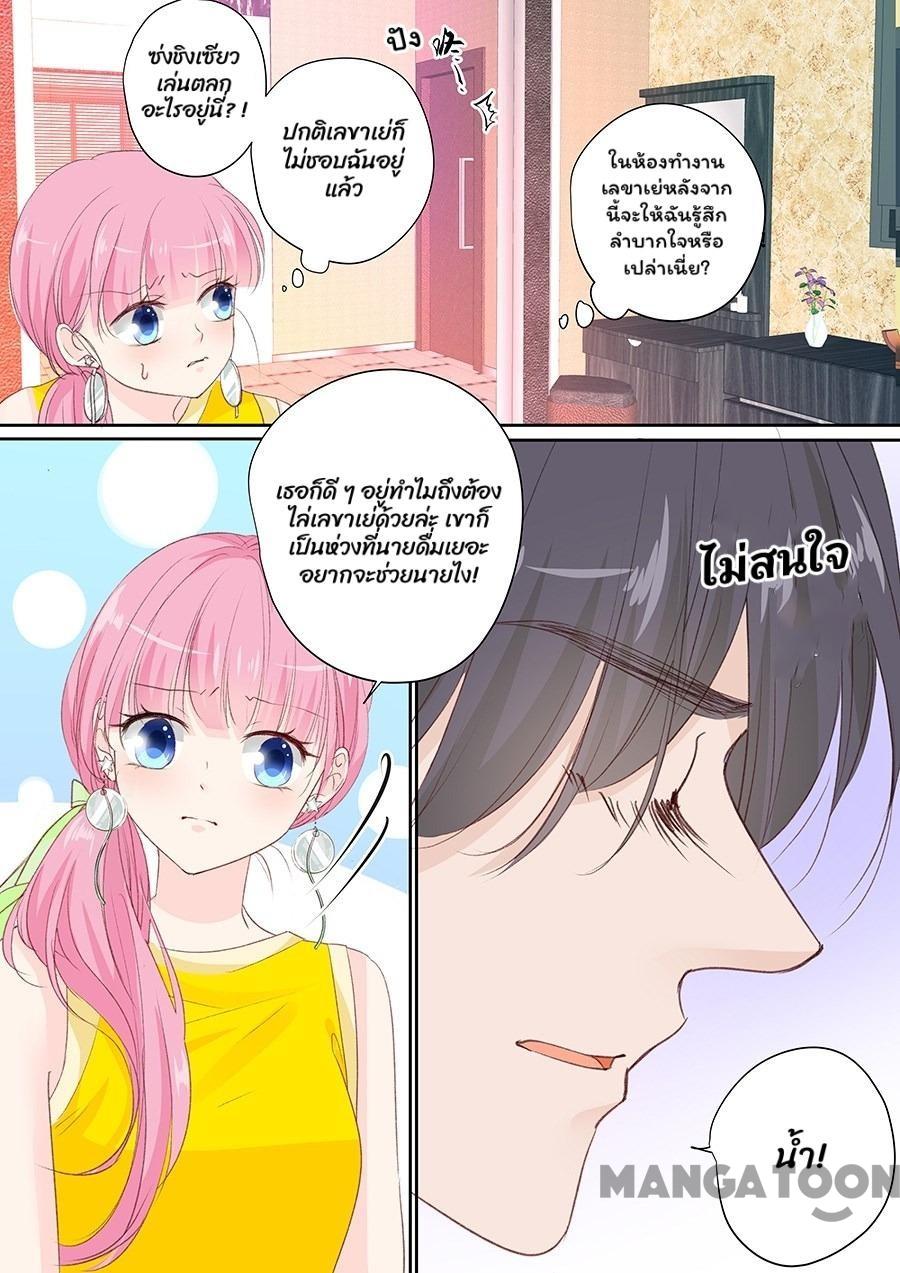 ซ่งชิงเซียว
เล่นตลก
อะไรอยู่นี่?!
ปัง
ปกติเลขาเย่ก็
ไม่ชอบฉันอยู่
แล้ว
ในห้องทำงาน
เลขาเย่หลังจาก
นี้จะให้ฉันรู้สึก
ลำบากใจหรือ
เปล่าเนี่ย?
เธอก็ดี ๆ อยู่ทำไมถึงต้อง
ไล่เลขาเย่ด้วยล่ะ เขาก็
เป็นห่วงที่นายดื่มเยอะ
อยากจะช่วยนายไง!
ไม่สนใจ
น้ำ!
MANGA TOON